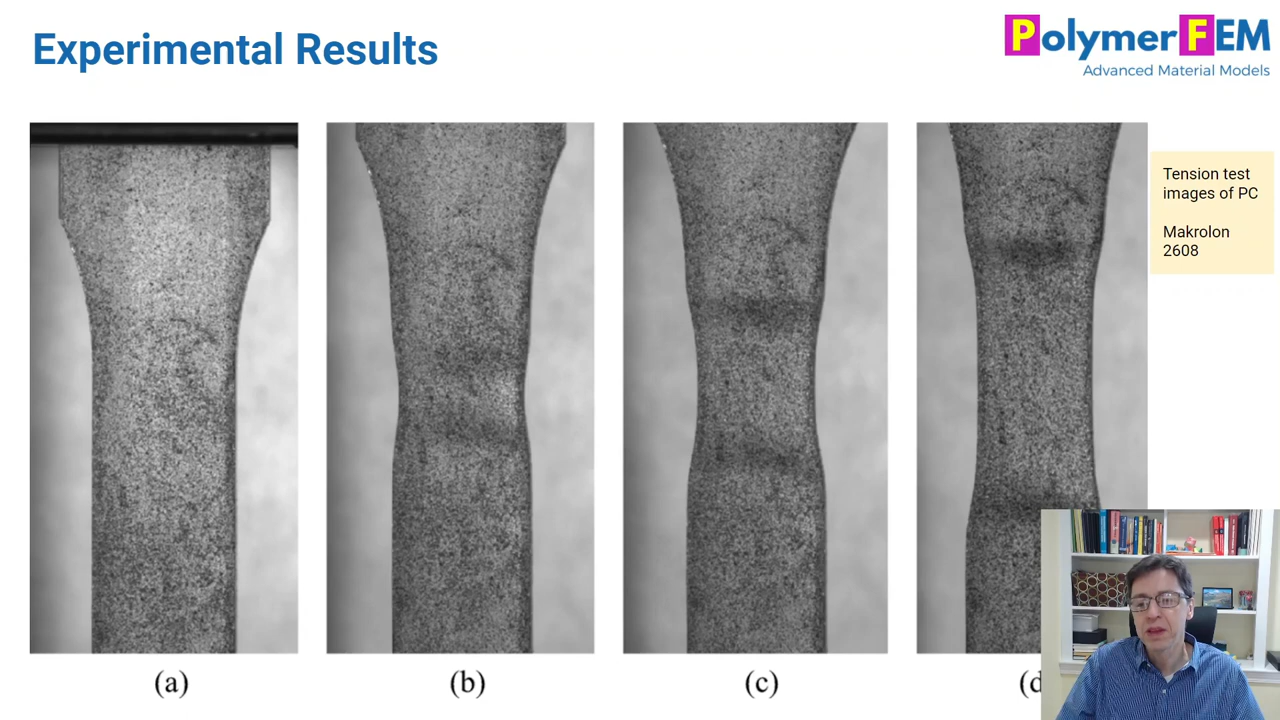 Experimental Results
PolymerFEM
Advanced Material Models
Tension test
images of PC
Makrolon
2608
(a)
(b)
(c)
(d